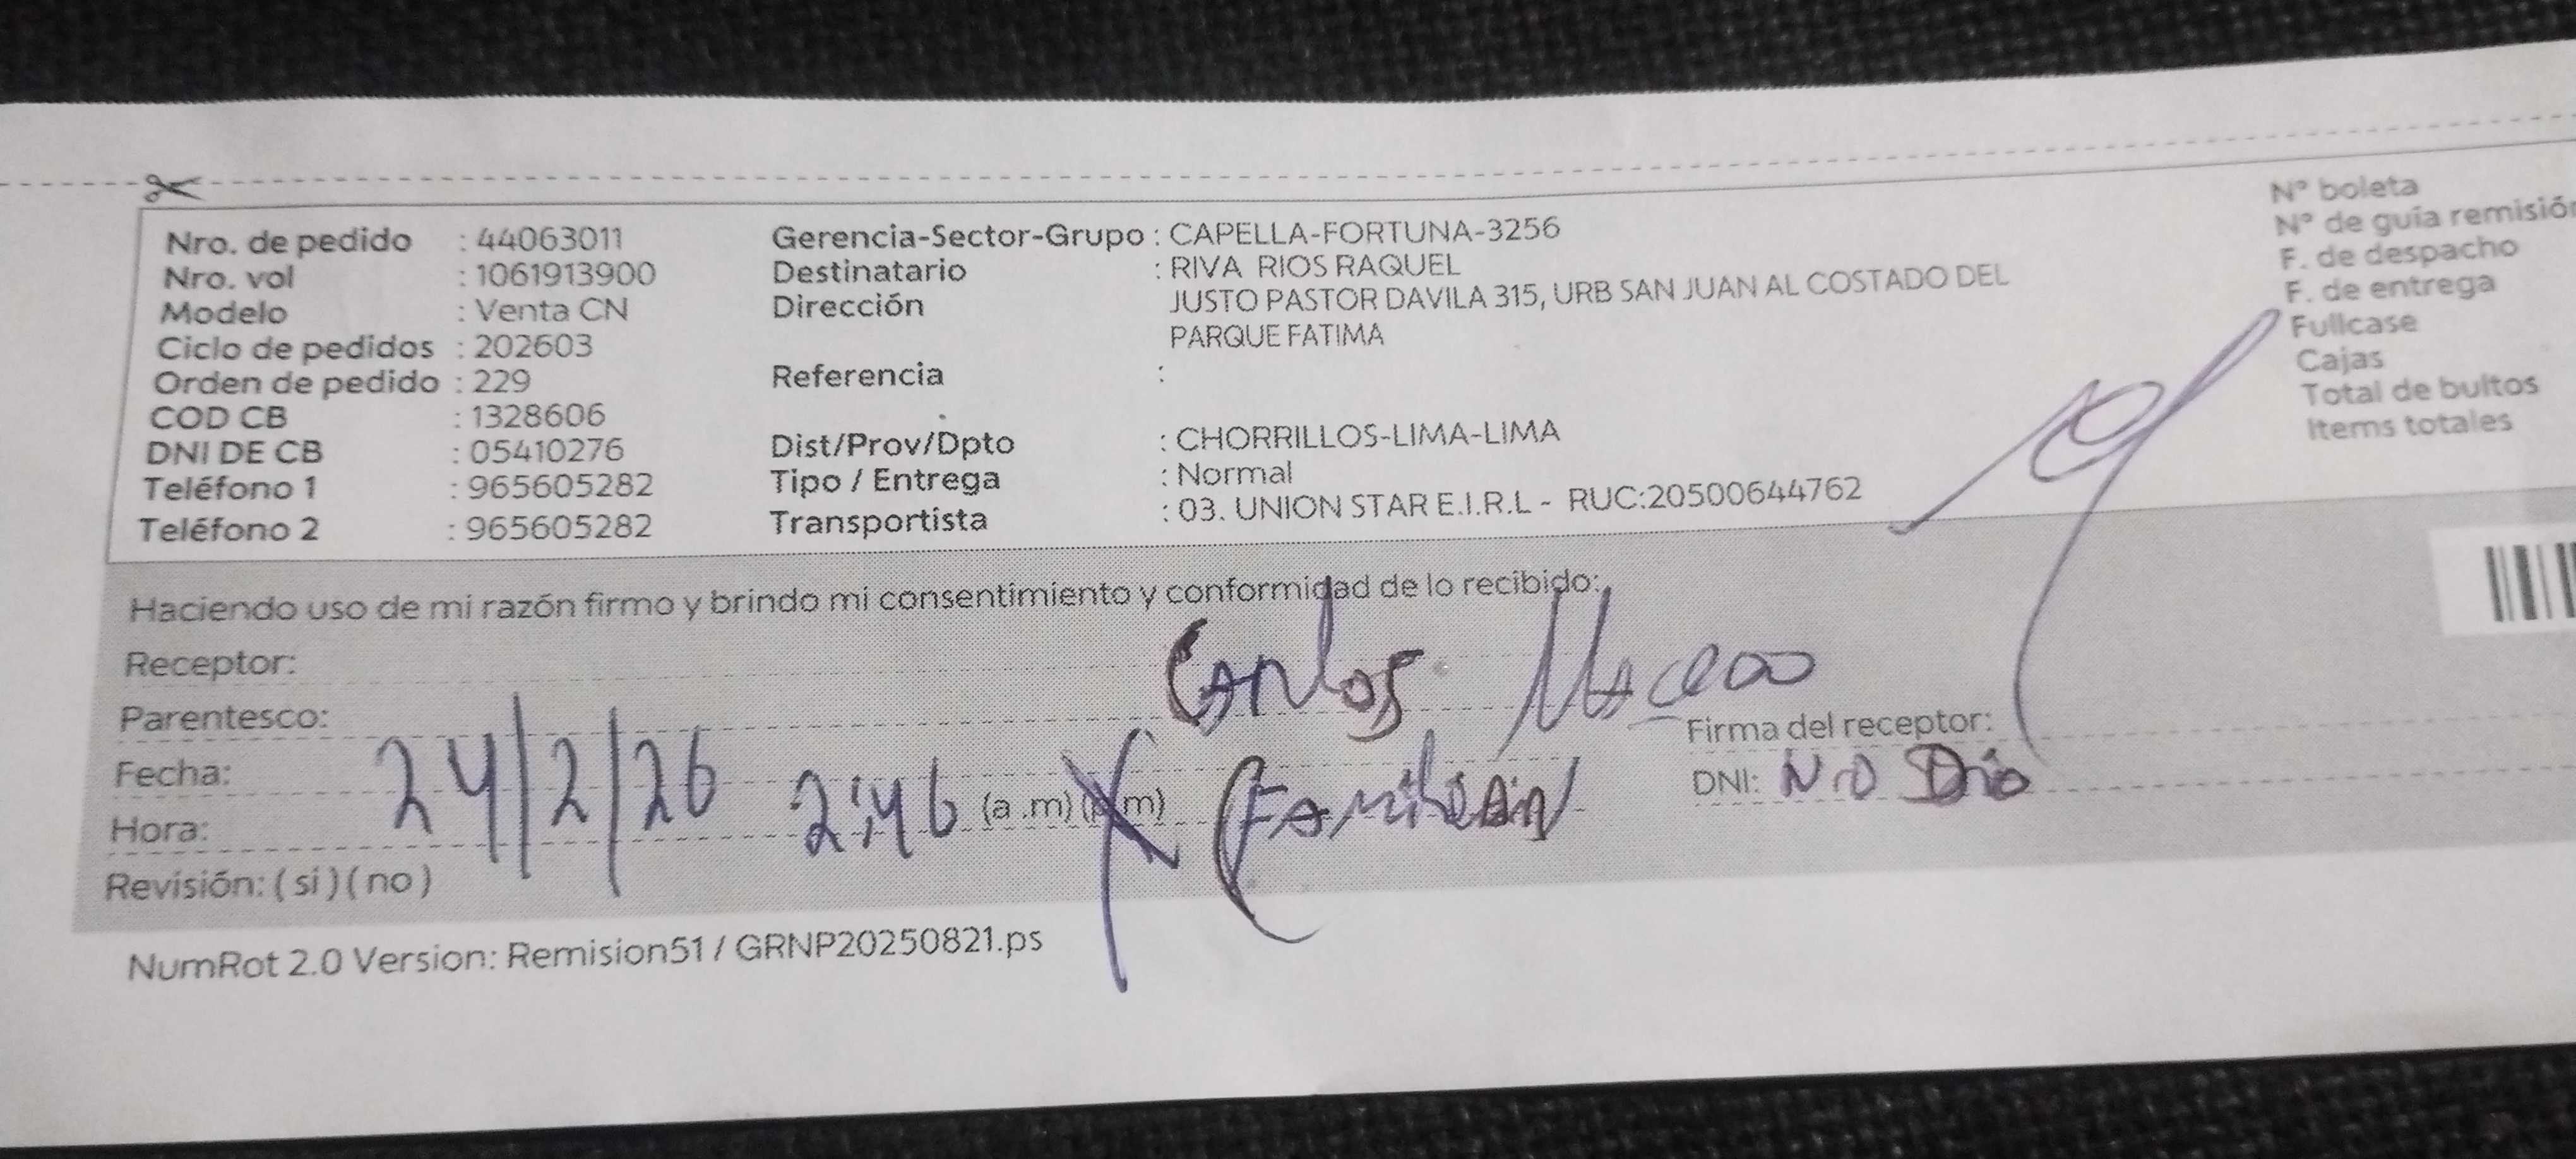 Nro. de pedido : 44063011
Nro. vol : 1061913900
Modelo : Venta CN
Ciclo de pedidos : 202603
Orden de pedido : 229
COD CB : 1328606
DNI DE CB : 05410276
Teléfono 1 : 965605282
Teléfono 2 : 965605282
Gerencia-Sector-Grupo : CAPELLA-FORTUNA-3256
Destinatario : RIVA RIOS RAQUEL
Dirección JUSTO PASTOR DAVILA 315, URB SAN JUAN AL COSTADO DEL
PARQUE FATIMA
Referencia :
Dist/Prov/Dpto : CHORRILLOS-LIMA-LIMA
Tipo / Entrega : Normal
Transportista : 03. UNION STAR E.I.R.L - RUC:20500644762
N° boleta
N° de guía remisión
F. de despacho
F. de entrega
Fullcase
Cajas
Total de bultos
Items totales
Haciendo uso de mi razón firmo y brindo mi consentimiento y conformidad de lo recibido:
Receptor: Carlos
Parentesco:
Firma del receptor:
Fecha: 24/2/26
Hora: 2:46 (a.m) (p.m) (Familiar
DNI: NO Dio
Revisión: ( si ) ( no )
NumRot 2.0 Version: Remision51 / GRNP20250821.ps